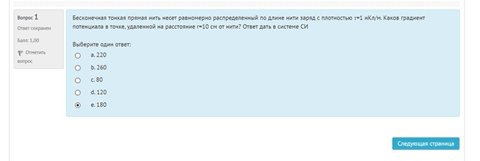 Вопрос 1
Ответ сохранен
Балл: 1,00
Отметить вопрос
Бесконечная тонкая прямая нить несет равномерно распределенный по длине нити заряд с плотностью τ=1 нКл/м. Каков градиент
потенциала в точке, удаленной на расстояние r=10 см от нити? Ответ дать в системе СИ
Выберите один ответ:
a. 220
b. 260
c. 80
d. 120
e. 180
Следующая страница